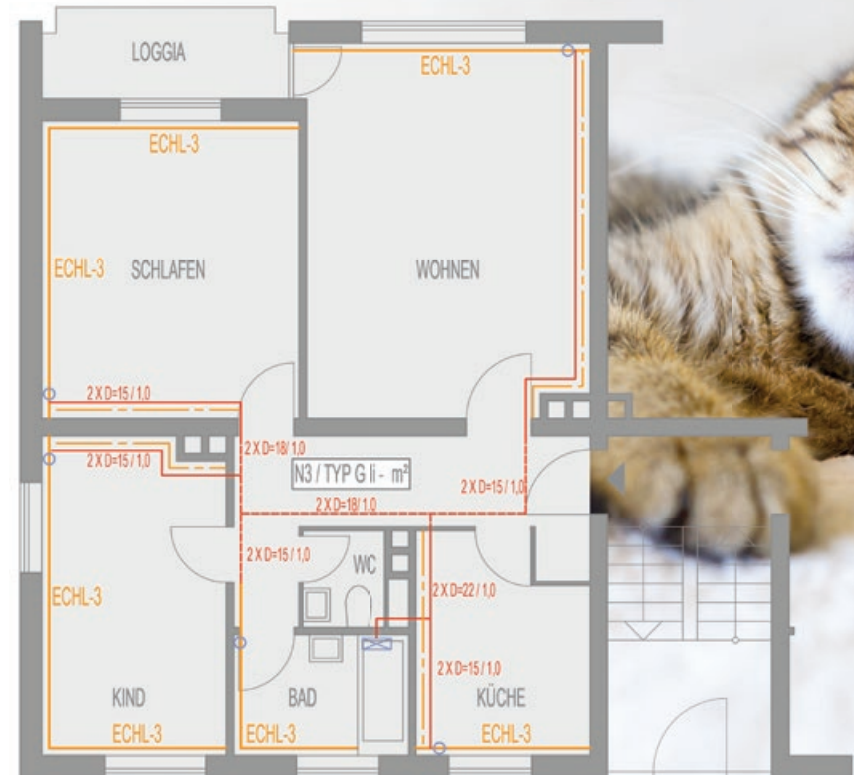 LOGGIA
ECHL-3
ECHL-3
ECHL-3
SCHLAFEN
WOHNEN
2 X D=15 / 1,0
2 X D=18/ 1,0
2 X D=15 / 1,0
N3 / TYP G li - m²
2 X D=15 / 1,0
2 X D=18/ 1.0
2 X D=15 / 1,0
WC
2 X D=22 / 1,0
ECHL-3
2 X D=15 / 1,0
KIND
BAD
KÜCHE
ECHL-3
ECHL-3
ECHL-3